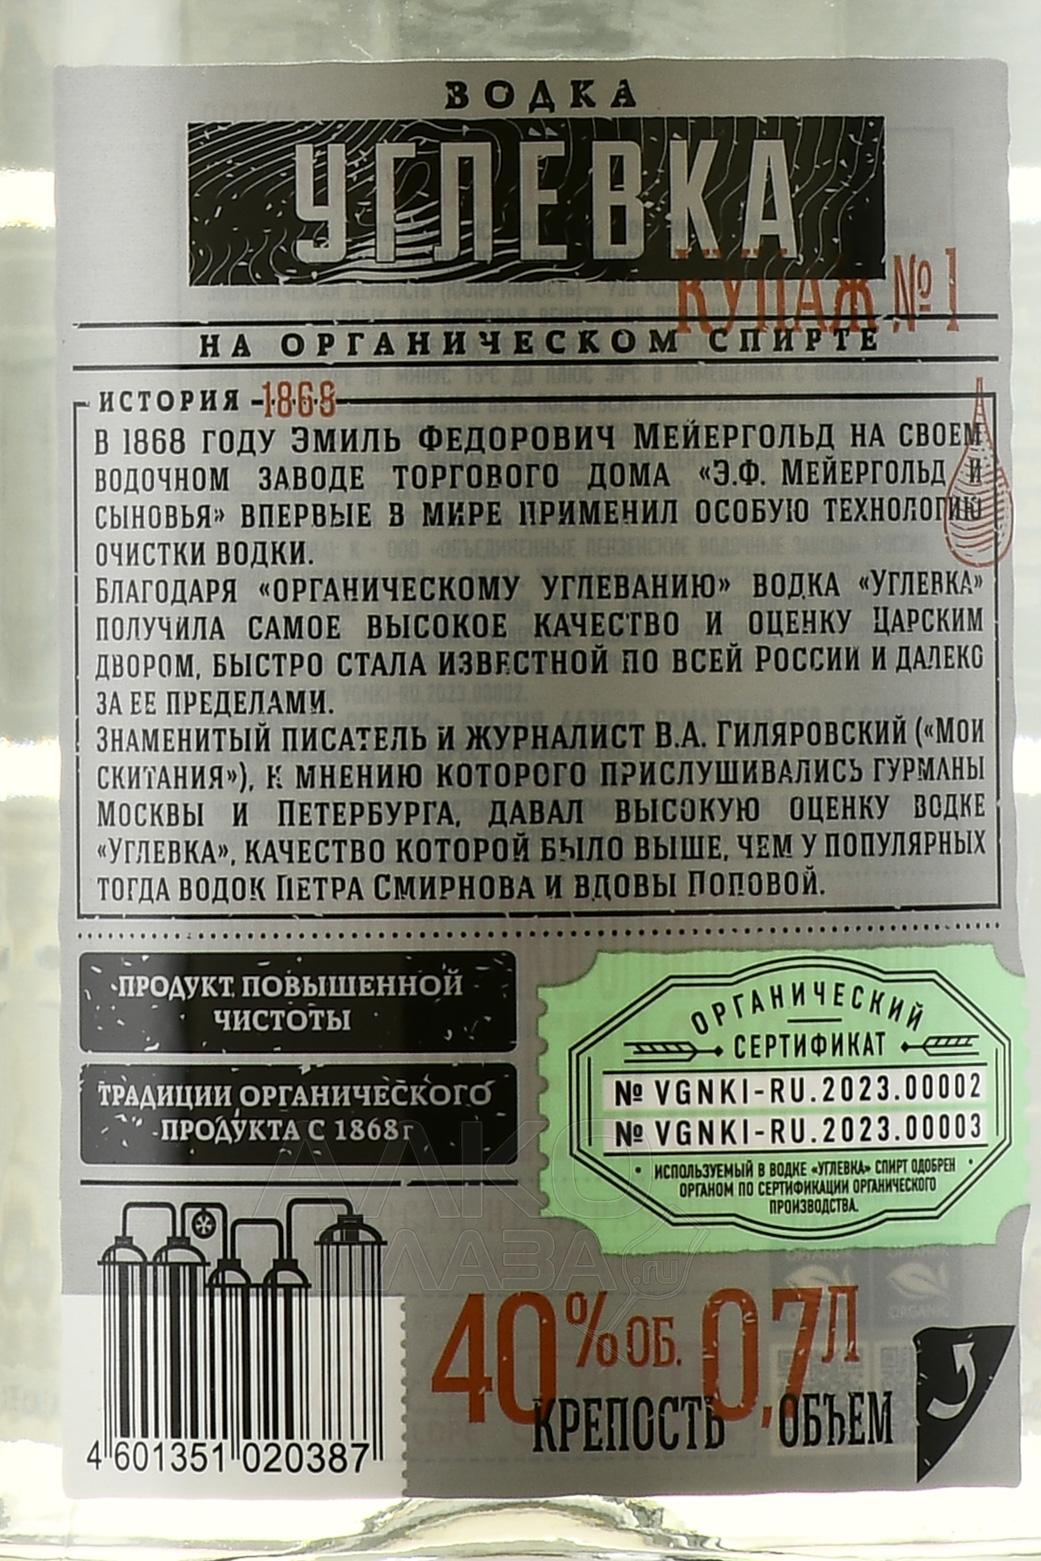 ВОДКА
УГЛЁВКА
КУПАЖ №1
НА ОРГАНИЧЕСКОМ СПИРТЕ
ИСТОРИЯ 1868
В 1868 ГОДУ ЭМИЛЬ ФЕДОРОВИЧ МЕЙЕРГОЛЬД НА СВОЕМ
ВОДОЧНОМ ЗАВОДЕ ТОРГОВОГО ДОМА «Э.Ф. МЕЙЕРГОЛЬД И
СЫНОВЬЯ» ВПЕРВЫЕ В МИРЕ ПРИМЕНИЛ ОСОБУЮ ТЕХНОЛОГИЮ
ОЧИСТКИ ВОДКИ.
БЛАГОДАРЯ «ОРГАНИЧЕСКОМУ УГЛЕВАНИЮ» ВОДКА «УГЛЕВКА»
ПОЛУЧИЛА САМОЕ ВЫСОКОЕ КАЧЕСТВО И ОЦЕНКУ ЦАРСКИМ
ДВОРОМ, БЫСТРО СТАЛА ИЗВЕСТНОЙ ПО ВСЕЙ РОССИИ И ДАЛЕКО
ЗА ЕЕ ПРЕДЕЛАМИ.
ЗНАМЕНИТЫЙ ПИСАТЕЛЬ И ЖУРНАЛИСТ В.А. ГИЛЯРОВСКИЙ («МОИ
СКИТАНИЯ»), К МНЕНИЮ КОТОРОГО ПРИСЛУШИВАЛИСЬ ГУРМАНЫ
МОСКВЫ И ПЕТЕРБУРГА, ДАВАЛ ВЫСОКУЮ ОЦЕНКУ ВОДКЕ
«УГЛЕВКА», КАЧЕСТВО КОТОРОЙ БЫЛО ВЫШЕ, ЧЕМ У ПОПУЛЯРНЫХ
ТОГДА ВОДОК ПЕТРА СМИРНОВА И ВДОВЫ ПОПОВОЙ.
ПРОДУКТ ПОВЫШЕННОЙ
ЧИСТОТЫ
ТРАДИЦИИ ОРГАНИЧЕСКОГО
ПРОДУКТА С 1868г
ОРГАНИЧЕСКИЙ
СЕРТИФИКАТ
№ VGNKI-RU.2023.00002
№ VGNKI-RU.2023.00003
• ИСПОЛЬЗУЕМЫЙ В ВОДКЕ «УГЛЕВКА» СПИРТ ОДОБРЕН •
ОРГАНОМ ПО СЕРТИФИКАЦИИ ОРГАНИЧЕСКОГО
ПРОИЗВОДСТВА.
АЛКО
ЛАВА.ru
40% ОБ. 0,7Л
КРЕПОСТЬ ОБЪЕМ
4 601351 020387